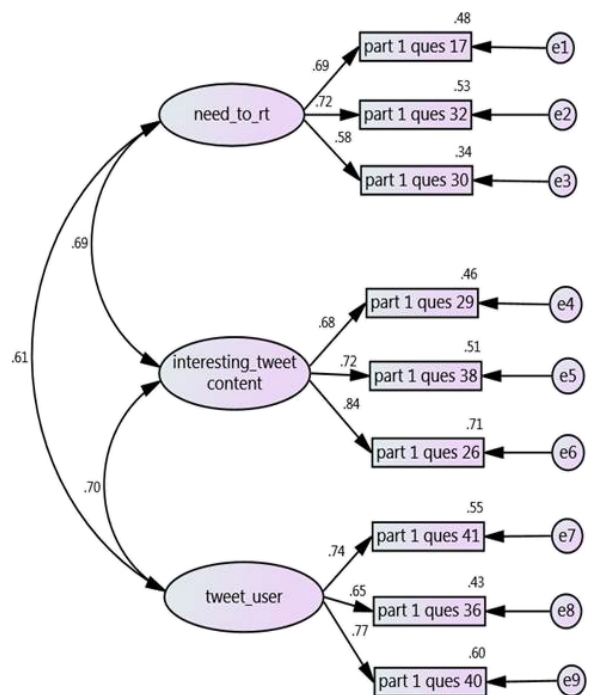 .48
part 1 ques 17
e1
.69
.53
need_to_rt
.72
part 1 ques 32
e2
.58
.34
part 1 ques 30
e3
.69
.46
part 1 ques 29
e4
.68
.61
interesting_tweet
content
.51
.72
part 1 ques 38
e5
.84
.71
part 1 ques 26
e6
.70
.55
part 1 ques 41
e7
.74
.43
tweet_user
.65
part 1 ques 36
e8
.77
.60
part 1 ques 40
e9